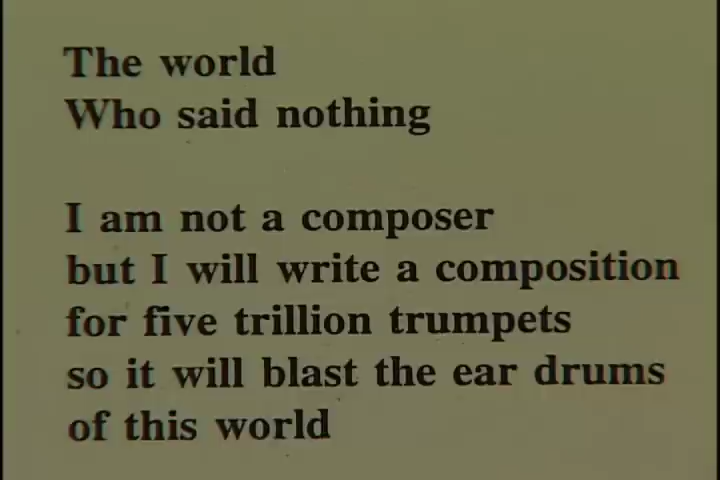 The world
Who said nothing
I am not a composer
but I will write a composition
for five trillion trumpets
so it will blast the ear drums
of this world